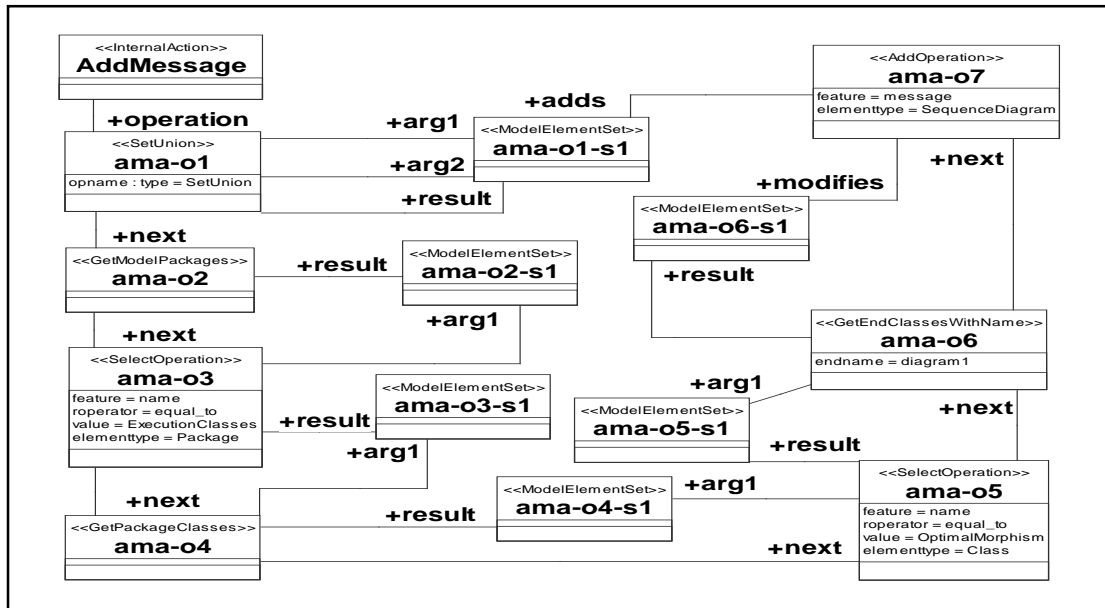 <<InternalAction>>
AddMessage
+operation
<<SetUnion>>
ama-o1
opname : type = SetUnion
+arg1
+arg2
+result
<<ModelElementSet>>
ama-o1-s1
+adds
<<AddOperation>>
ama-o7
feature = message
elementtype = SequenceDiagram
+modifies
+next
<<ModelElementSet>>
ama-o6-s1
+result
+next
<<GetModelPackages>>
ama-o2
+result
<<ModelElementSet>>
ama-o2-s1
+arg1
+next
<<GetEndClassesWithName>>
ama-o6
endname = diagram1
<<SelectOperation>>
ama-o3
feature = name
roperator = equal_to
value = ExecutionClasses
elementtype = Package
+result
<<ModelElementSet>>
ama-o3-s1
+arg1
+arg1
<<ModelElementSet>>
ama-o5-s1
+result
+next
+next
<<GetPackageClasses>>
ama-o4
+result
<<ModelElementSet>>
ama-o4-s1
+arg1
+next
<<SelectOperation>>
ama-o5
feature = name
roperator = equal_to
value = OptimalMorphism
elementtype = Class